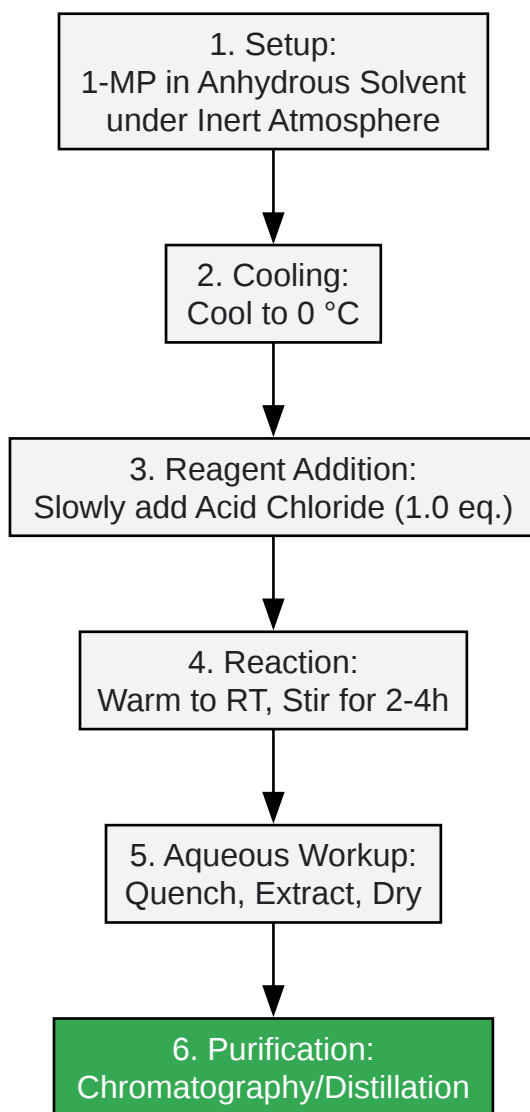 1. Setup:
1-MP in Anhydrous Solvent
under Inert Atmosphere
2. Cooling:
Cool to 0 °C
3. Reagent Addition:
Slowly add Acid Chloride (1.0 eq.)
4. Reaction:
Warm to RT, Stir for 2-4h
5. Aqueous Workup:
Quench, Extract, Dry
6. Purification:
Chromatography/Distillation